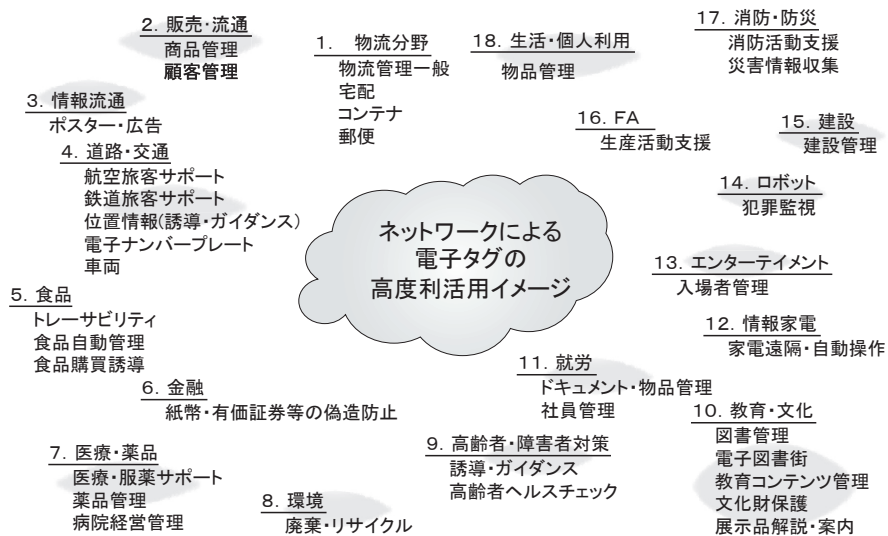 1. 物流分野
物流管理一般
宅配
コンテナ
郵便
2. 販売・流通
商品管理
顧客管理
3. 情報流通
ポスター・広告
4. 道路・交通
航空旅客サポート
鉄道旅客サポート
位置情報(誘導・ガイダンス)
電子ナンバープレート
車両
5. 食品
トレーサビリティ
食品自動管理
食品購買誘導
6. 金融
紙幣・有価証券等の偽造防止
7. 医療・薬品
医療・服薬サポート
薬品管理
病院経営管理
8. 環境
廃棄・リサイクル
9. 高齢者・障害者対策
誘導・ガイダンス
高齢者ヘルスチェック
10. 教育・文化
図書管理
電子図書街
教育コンテンツ管理
文化財保護
展示品解説・案内
11. 就労
ドキュメント・物品管理
社員管理
12. 情報家電
家電遠隔・自動操作
13. エンターテイメント
入場者管理
14. ロボット
犯罪監視
15. 建設
建設管理
16. FA
生産活動支援
17. 消防・防災
消防活動支援
災害情報収集
18. 生活・個人利用
物品管理
ネットワークによる
電子タグの
高度利活用イメージ